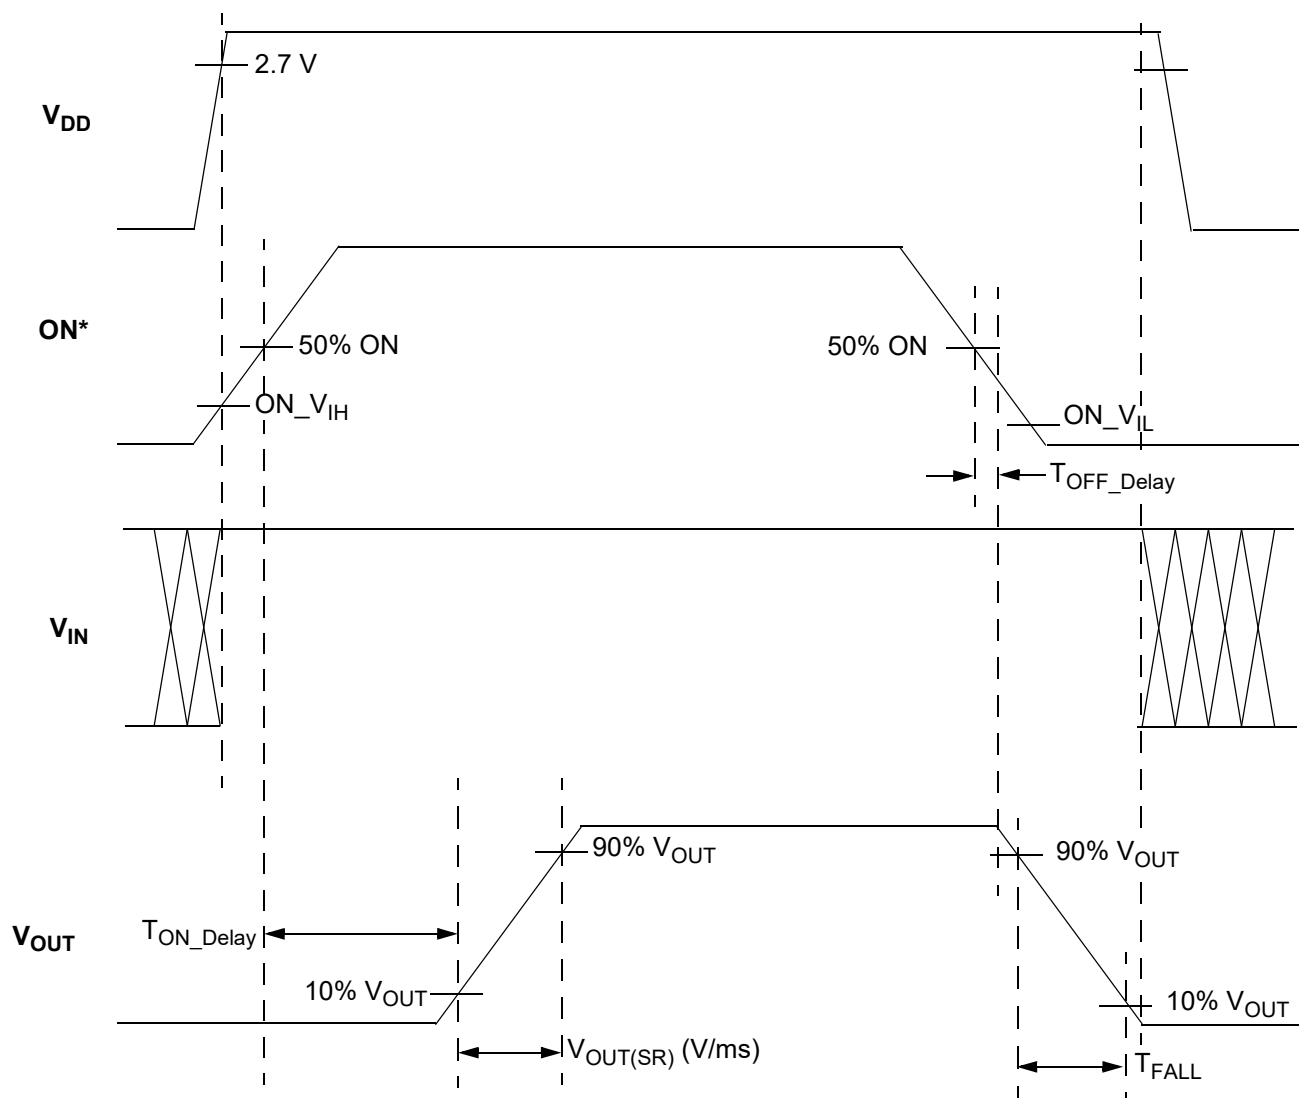 2.7 V
V_DD
ON*
50% ON
50% ON
ON_V_IH
ON_V_IL
T_OFF_Delay
V_IN
90% V_OUT
90% V_OUT
V_OUT
T_ON_Delay
10% V_OUT
10% V_OUT
V_OUT(SR) (V/ms)
T_FALL